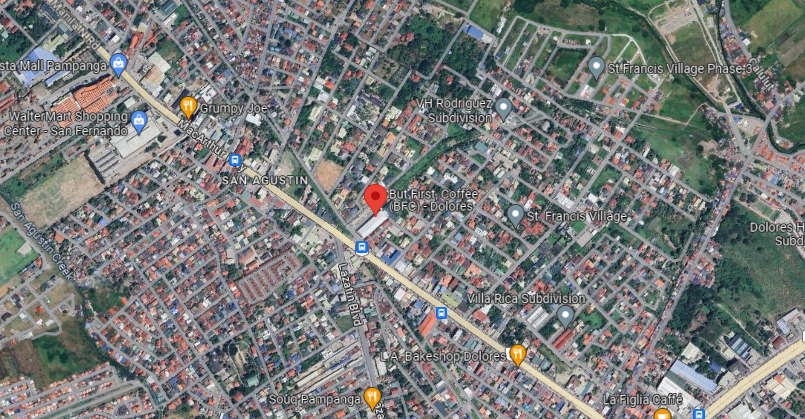 sta Mall Pampanga
Grumpy Joe
WalterMart Shopping
Center - San Fernando
MacArthur
St. Francis Village Phase 3
VH Rodriguez
Subdivision
SAN AGUSTIN
But First, Coffee
(BFC) - Dolores
St. Francis Village
San Agustin Creek
Dolores H
Subd
Lazatin Blvd
Villa Rica Subdivision
L.A. Bakeshop Dolores
Souq Pampanga
La Figlia Caffé